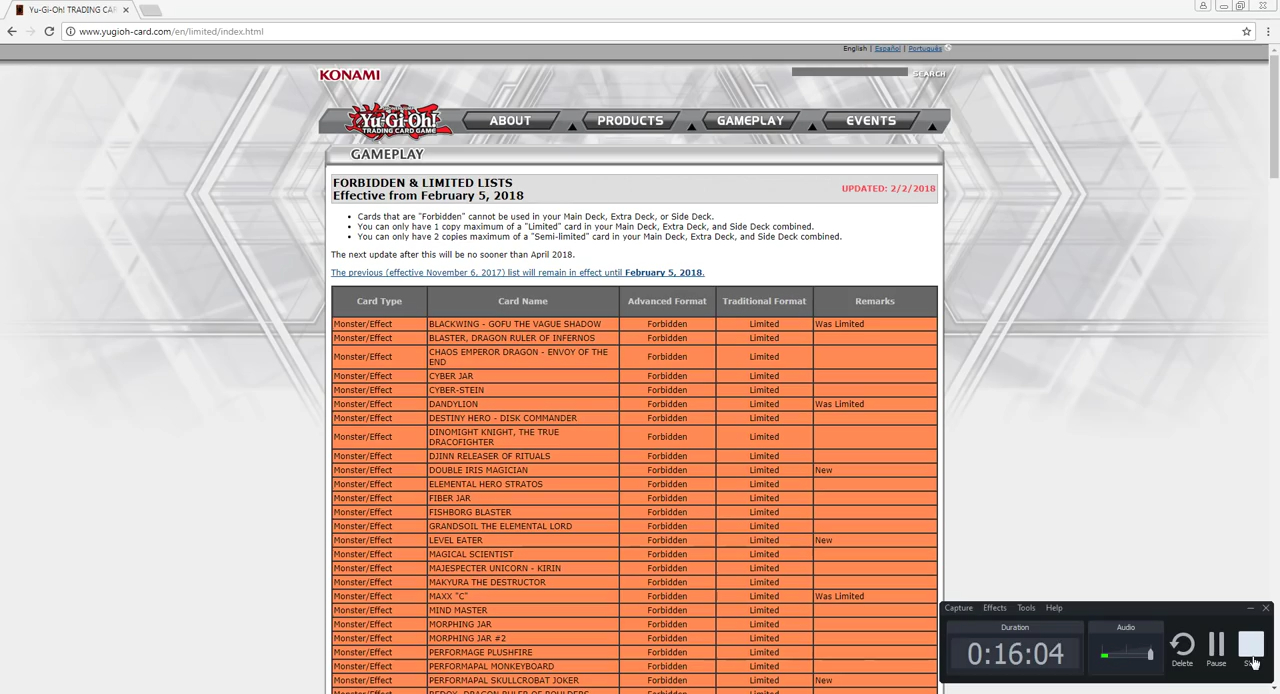 Yu-Gi-Oh! TRADING CAR
www.yugioh-card.com/en/limited/index.html
English | Español | Português
KONAMI
SEARCH
Yu-Gi-Oh!
TRADING CARD GAME
ABOUT PRODUCTS GAMEPLAY EVENTS
GAMEPLAY
FORBIDDEN & LIMITED LISTS
Effective from February 5, 2018
UPDATED: 2/2/2018
• Cards that are "Forbidden" cannot be used in your Main Deck, Extra Deck, or Side Deck.
• You can only have 1 copy maximum of a "Limited" card in your Main Deck, Extra Deck, and Side Deck combined.
• You can only have 2 copies maximum of a "Semi-limited" card in your Main Deck, Extra Deck, and Side Deck combined.
The next update after this will be no sooner than April 2018.
The previous (effective November 6, 2017) list will remain in effect until February 5, 2018.
Card Type Card Name Advanced Format Traditional Format Remarks
Monster/Effect BLACKWING - GOFU THE VAGUE SHADOW Forbidden Limited Was Limited
Monster/Effect BLASTER, DRAGON RULER OF INFERNOS Forbidden Limited
Monster/Effect CHAOS EMPEROR DRAGON - ENVOY OF THE
END Forbidden Limited
Monster/Effect CYBER JAR Forbidden Limited
Monster/Effect CYBER-STEIN Forbidden Limited
Monster/Effect DANDYLION Forbidden Limited Was Limited
Monster/Effect DESTINY HERO - DISK COMMANDER Forbidden Limited
Monster/Effect DINOMIGHT KNIGHT, THE TRUE
DRACOFIGHTER Forbidden Limited
Monster/Effect DJINN RELEASER OF RITUALS Forbidden Limited
Monster/Effect DOUBLE IRIS MAGICIAN Forbidden Limited New
Monster/Effect ELEMENTAL HERO STRATOS Forbidden Limited
Monster/Effect FIBER JAR Forbidden Limited
Monster/Effect FISHBORG BLASTER Forbidden Limited
Monster/Effect GRANDSOIL THE ELEMENTAL LORD Forbidden Limited
Monster/Effect LEVEL EATER Forbidden Limited New
Monster/Effect MAGICAL SCIENTIST Forbidden Limited
Monster/Effect MAJESPECTER UNICORN - KIRIN Forbidden Limited
Monster/Effect MAKYURA THE DESTRUCTOR Forbidden Limited
Monster/Effect MAXX "C" Forbidden Limited Was Limited
Monster/Effect MIND MASTER Forbidden Limited
Monster/Effect MORPHING JAR Forbidden Limited
Monster/Effect MORPHING JAR #2 Forbidden Limited
Monster/Effect PERFORMAGE PLUSHFIRE Forbidden Limited
Monster/Effect PERFORMAPAL MONKEYBOARD Forbidden Limited
Monster/Effect PERFORMAPAL SKULLCROBAT JOKER Forbidden Limited New
Capture Effects Tools Help
Duration Audio
0:16:04
Delete Pause